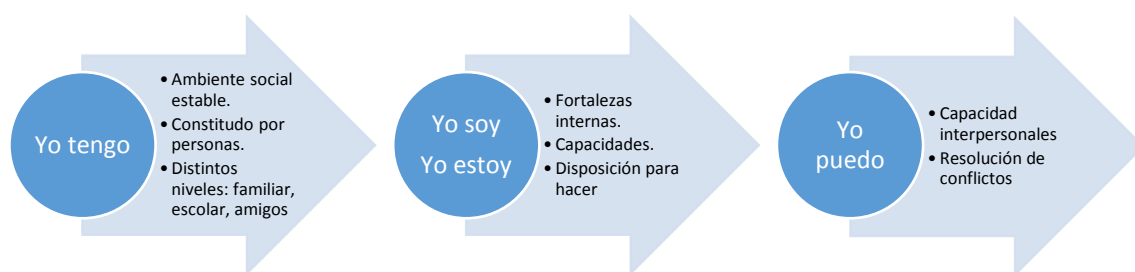 Yo tengo
• Ambiente social
estable.
• Constitudo por
personas.
• Distintos
niveles: familiar,
escolar, amigos
Yo soy
Yo estoy
• Fortalezas
internas.
• Capacidades.
• Disposición para
hacer
Yo
puedo
• Capacidad
interpersonales
• Resolución de
conflictos